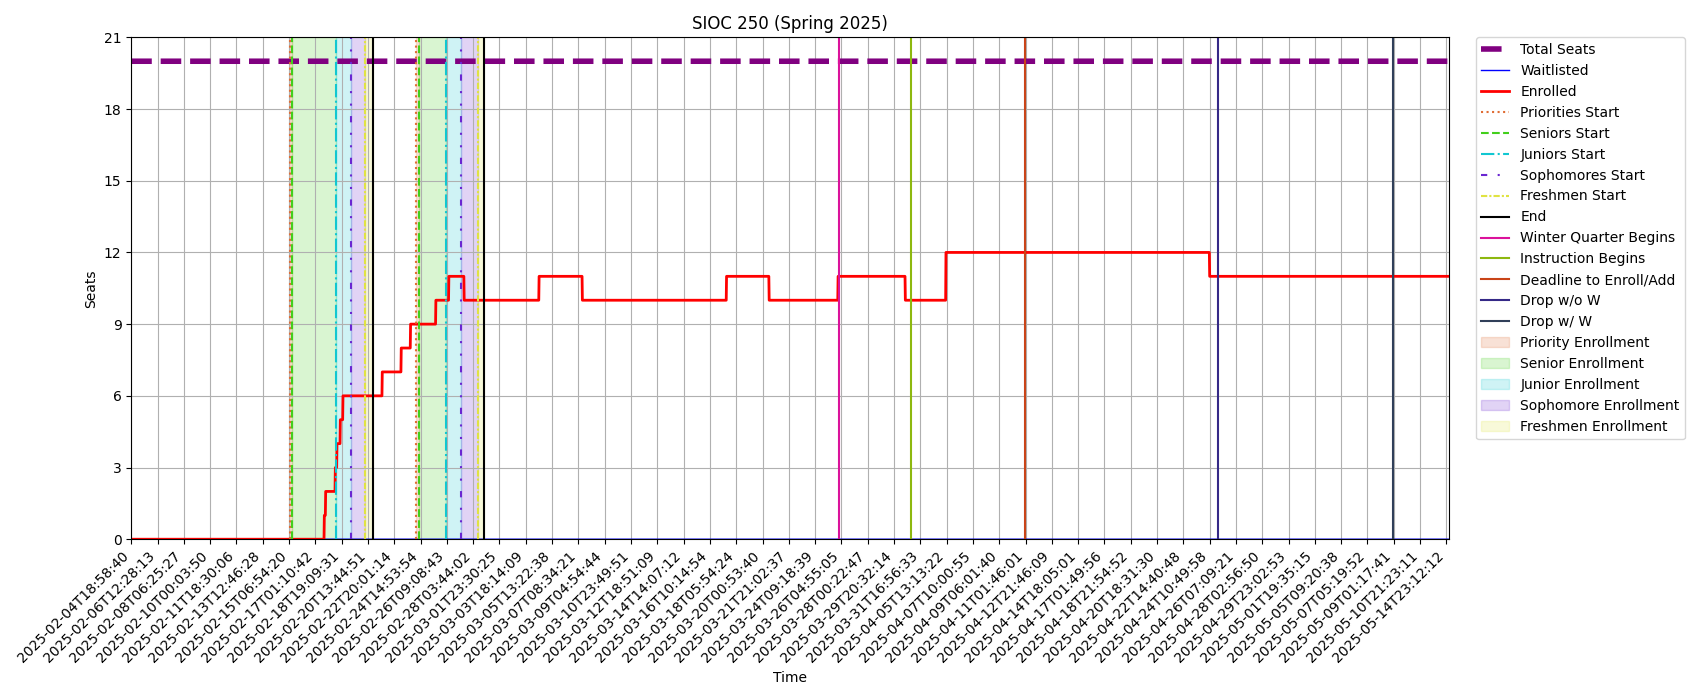 SIOC 250 (Spring 2025)
21
18
15
12
9
6
3
0
Seats
2025-02-04T18:58:40
2025-02-06T12:28:13
2025-02-08T06:25:27
2025-02-10T00:03:50
2025-02-11T18:30:06
2025-02-13T12:46:28
2025-02-15T06:54:20
2025-02-17T01:10:42
2025-02-18T19:09:31
2025-02-20T13:44:51
2025-02-22T20:01:14
2025-02-24T14:53:54
2025-02-26T09:08:43
2025-02-28T03:44:02
2025-03-01T23:30:25
2025-03-03T18:14:09
2025-03-05T13:22:38
2025-03-07T08:34:21
2025-03-09T04:54:44
2025-03-10T23:49:51
2025-03-12T18:51:09
2025-03-14T14:07:12
2025-03-16T10:14:54
2025-03-18T05:54:24
2025-03-20T00:53:40
2025-03-21T21:02:37
2025-03-24T09:18:39
2025-03-26T04:55:05
2025-03-28T00:22:47
2025-03-29T20:32:14
2025-03-31T16:56:33
2025-04-05T13:13:22
2025-04-07T10:00:55
2025-04-09T06:01:40
2025-04-11T01:46:01
2025-04-12T21:46:09
2025-04-14T18:05:01
2025-04-17T01:49:56
2025-04-18T21:54:52
2025-04-20T18:31:30
2025-04-22T14:40:48
2025-04-24T10:49:58
2025-04-26T07:09:21
2025-04-28T02:56:50
2025-04-29T23:02:53
2025-05-01T19:35:15
2025-05-05T09:20:38
2025-05-07T05:19:52
2025-05-09T01:17:41
2025-05-10T21:23:11
2025-05-14T23:12:12
Time
Total Seats
Waitlisted
Enrolled
Priorities Start
Seniors Start
Juniors Start
Sophomores Start
Freshmen Start
End
Winter Quarter Begins
Instruction Begins
Deadline to Enroll/Add
Drop w/o W
Drop w/ W
Priority Enrollment
Senior Enrollment
Junior Enrollment
Sophomore Enrollment
Freshmen Enrollment